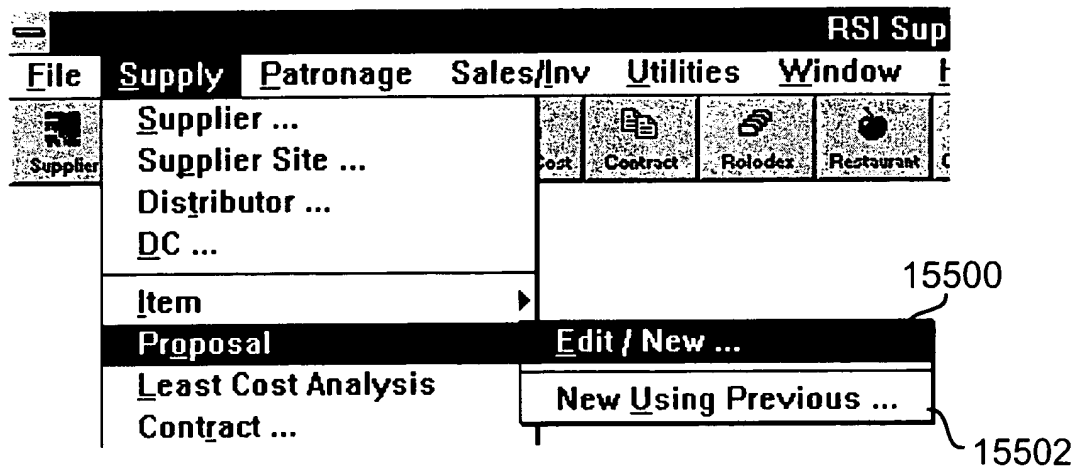 RSI Sup
File Supply Patronage Sales/Inv Utilities Window
Supplier ...
Supplier Cost Contract Rolodex Restaurant
Supplier Site ...
Distributor ...
DC ...
15500
Item
Proposal Edit / New ...
Least Cost Analysis New Using Previous ...
Contract ...
15502